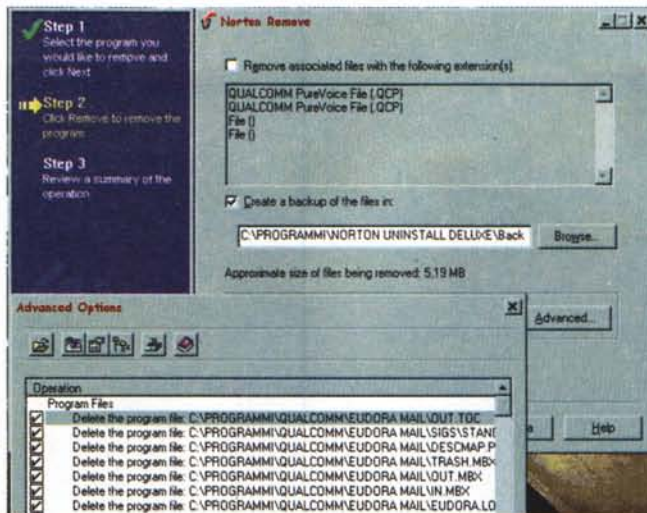 Step 1
Select the program you
would like to remove and
click Next
Step 2
Click Remove to remove the
program
Step 3
Review a summary of the
operation
Norton Remove
Remove associated files with the following extension(s)
QUALCOMM PureVoice File (.QCP)
QUALCOMM PureVoice File (.QCP)
File ()
File ()
Create a backup of the files in:
C:\PROGRAMMI\NORTON UNINSTALL DELUXE\Back
Browse...
Approximate size of files being removed: 5,19 MB
Advanced...
Help
Advanced Options
Operation
Program Files
Delete the program file: C:\PROGRAMMI\QUALCOMM\EUDORA MAIL\OUT.TOC
Delete the program file: C:\PROGRAMMI\QUALCOMM\EUDORA MAIL\SIGS\STAND
Delete the program file: C:\PROGRAMMI\QUALCOMM\EUDORA MAIL\DESCMAP.P
Delete the program file: C:\PROGRAMMI\QUALCOMM\EUDORA MAIL\TRASH.MBX
Delete the program file: C:\PROGRAMMI\QUALCOMM\EUDORA MAIL\OUT.MBX
Delete the program file: C:\PROGRAMMI\QUALCOMM\EUDORA MAIL\IN.MBX
Delete the program file: C:\PROGRAMMI\QUALCOMM\EUDORA MAIL\EUDORA.LO